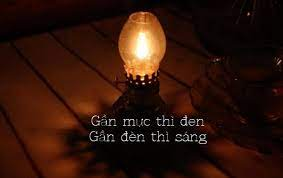 Gần mực thì đen
Gần đèn thì sáng